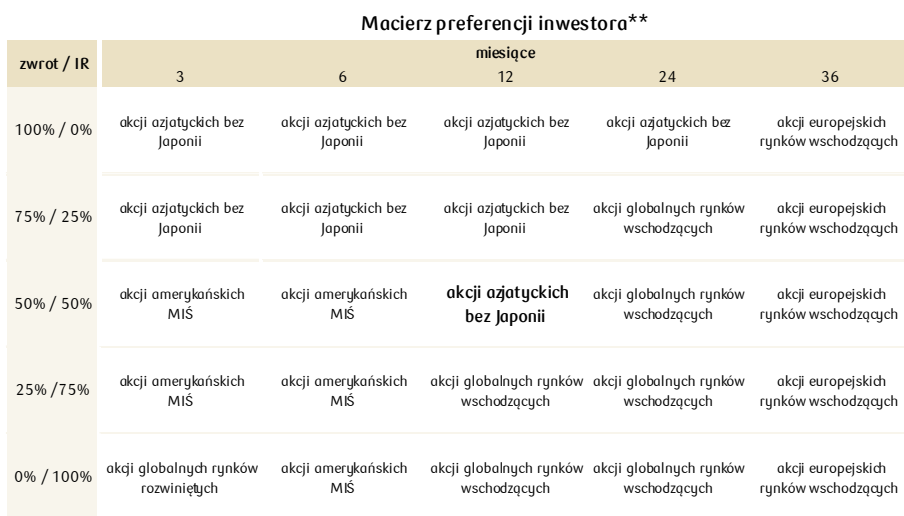 Macierz preferencji inwestora**
zwrot / IR
miesiące
3 6 12 24 36
100% / 0%
akcji azjatyckich bez
Japonii
akcji azjatyckich bez
Japonii
akcji azjatyckich bez
Japonii
akcji azjatyckich bez
Japonii
akcji europejskich
rynków wschodzących
75% / 25%
akcji azjatyckich bez
Japonii
akcji azjatyckich bez
Japonii
akcji azjatyckich bez
Japonii
akcji globalnych rynków
wschodzących
akcji europejskich
rynków wschodzących
50% / 50%
akcji amerykańskich
MIŚ
akcji amerykańskich
MIŚ
akcji azjatyckich
bez Japonii
akcji globalnych rynków
wschodzących
akcji europejskich
rynków wschodzących
25% /75%
akcji amerykańskich
MIŚ
akcji amerykańskich
MIŚ
akcji globalnych rynków
wschodzących
akcji globalnych rynków
wschodzących
akcji europejskich
rynków wschodzących
0% / 100%
akcji globalnych rynków
rozwiniętych
akcji amerykańskich
MIŚ
akcji globalnych rynków
wschodzących
akcji globalnych rynków
wschodzących
akcji europejskich
rynków wschodzących